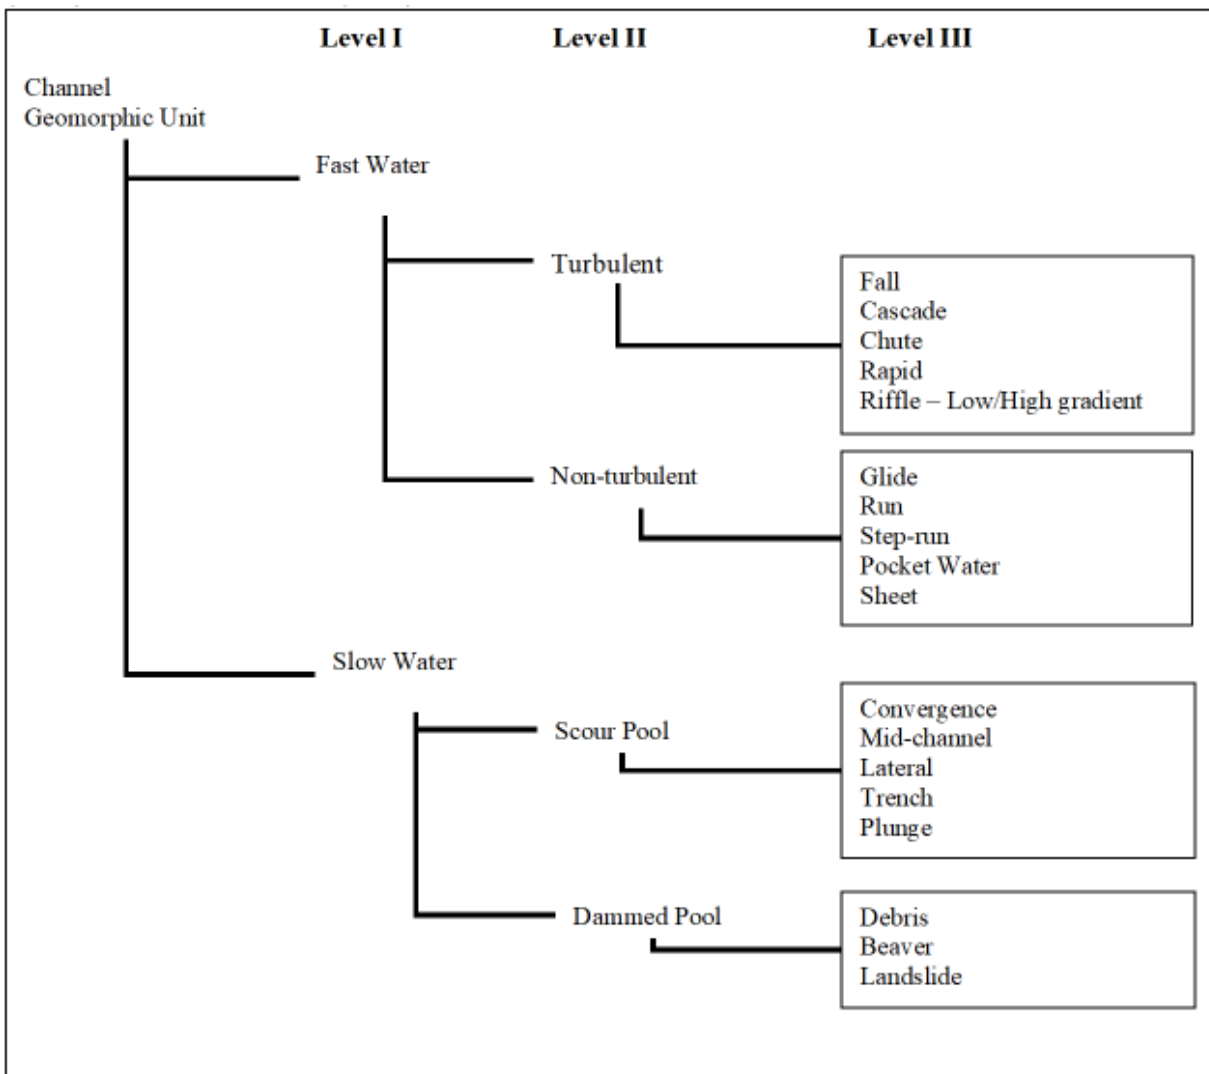 Level I Level II Level III
Channel
Geomorphic Unit
Fast Water
Turbulent
Fall
Cascade
Chute
Rapid
Riffle – Low/High gradient
Non-turbulent
Glide
Run
Step-run
Pocket Water
Sheet
Slow Water
Scour Pool
Convergence
Mid-channel
Lateral
Trench
Plunge
Dammed Pool
Debris
Beaver
Landslide